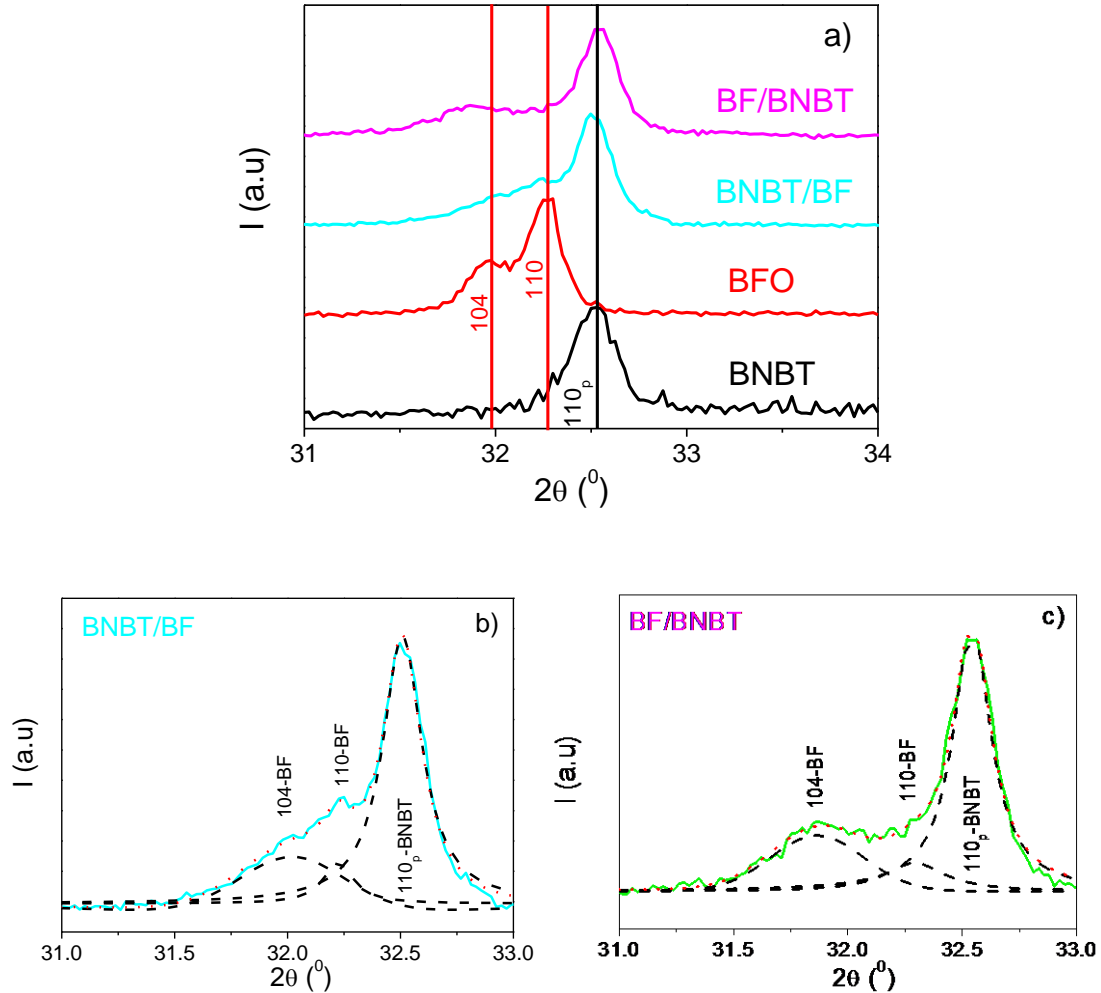 a)
BF/BNBT
BNBT/BF
BFO
BNBT
104
110
110p
I (a.u)
31 32 33 34
2θ (⁰)
BNBT/BF
b)
104-BF
110-BF
110p-BNBT
I (a.u)
31.0 31.5 32.0 32.5 33.0
2θ (⁰)
BF/BNBT
c)
104-BF
110-BF
110p-BNBT
I (a.u)
31.0 31.5 32.0 32.5 33.0
2θ (⁰)